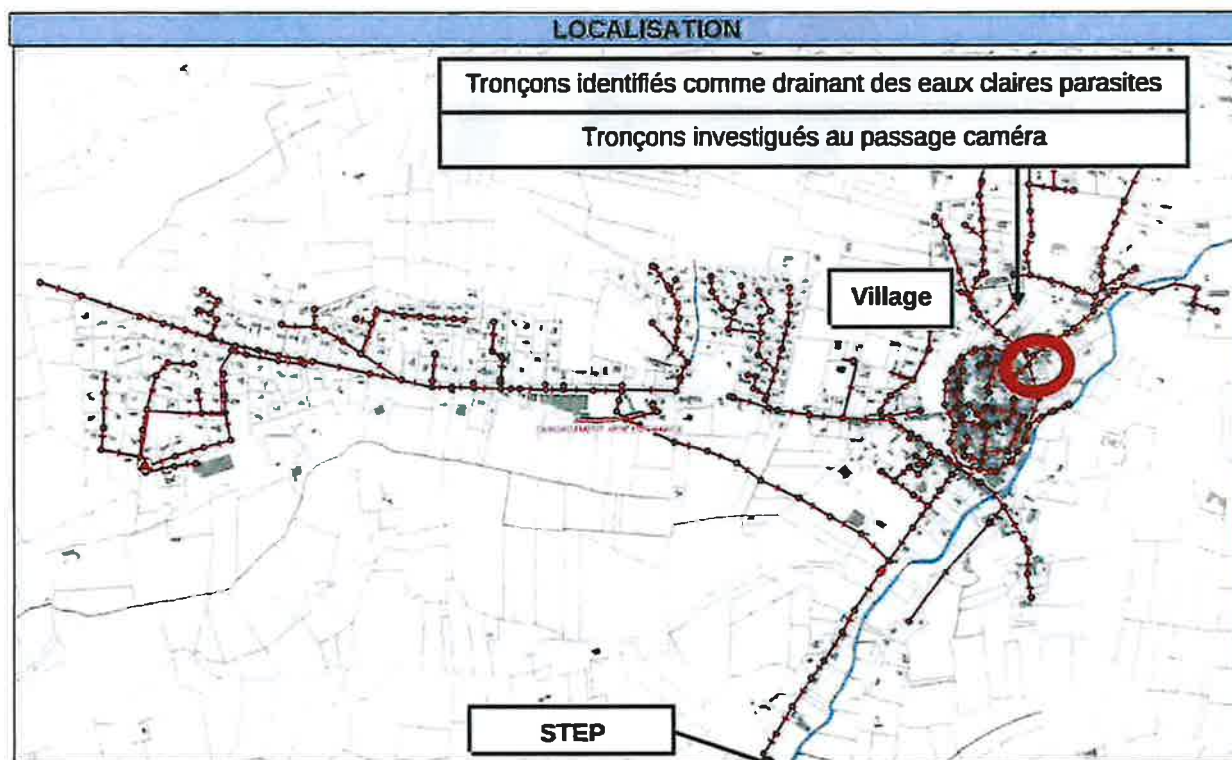 LOCALISATION
Tronçons identifiés comme drainant des eaux claires parasites
Tronçons investigués au passage caméra
Village
STEP